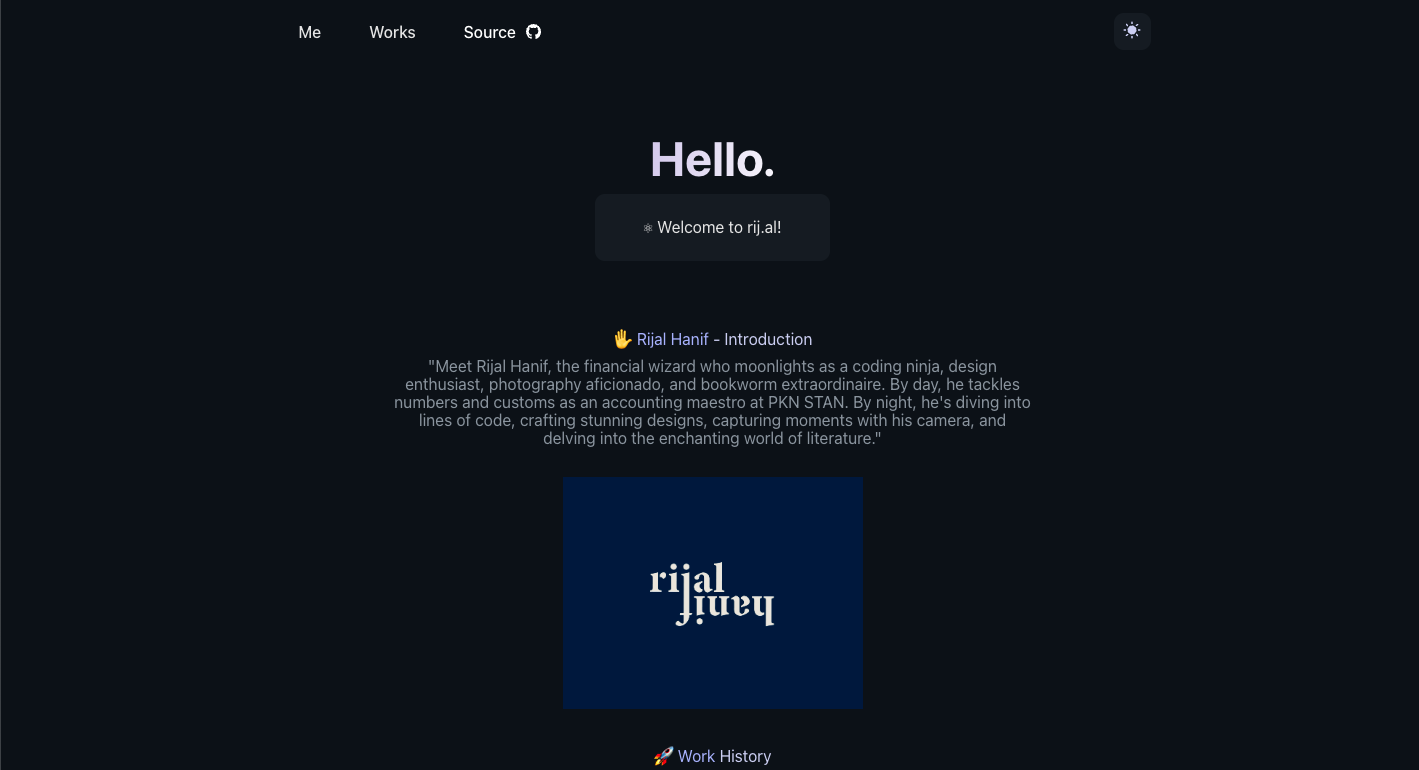 Me Works Source
Hello.
⚛ Welcome to rij.al!
🖐 Rijal Hanif - Introduction
"Meet Rijal Hanif, the financial wizard who moonlights as a coding ninja, design
enthusiast, photography aficionado, and bookworm extraordinaire. By day, he tackles
numbers and customs as an accounting maestro at PKN STAN. By night, he's diving into
lines of code, crafting stunning designs, capturing moments with his camera, and
delving into the enchanting world of literature."
rijal
hanif
🚀 Work History